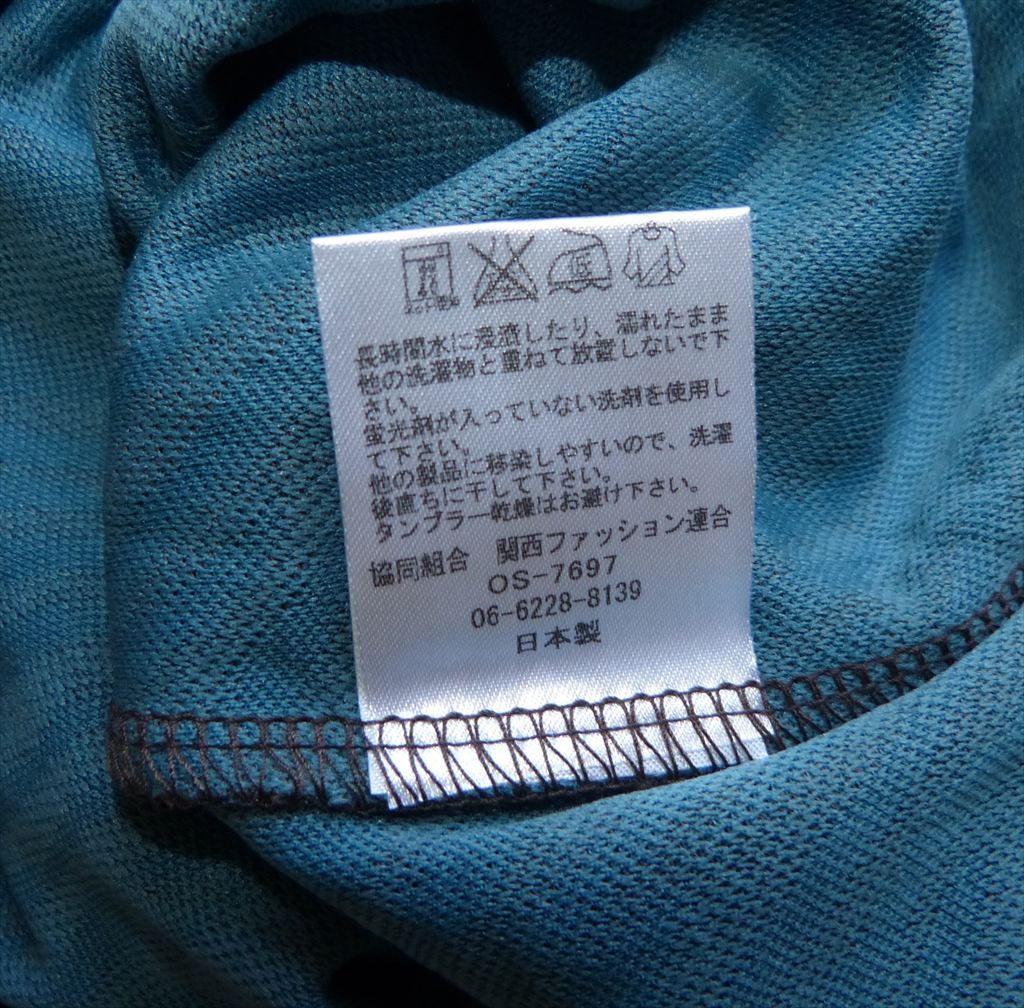 長時間水に浸漬したり、濡れたまま
他の洗濯物と重ねて放置しないで下
さい。
蛍光剤が入っていない洗剤を使用し
て下さい。
他の製品に移染しやすいので、洗濯
後直ちに干して下さい。
タンブラー乾燥はお避け下さい。
協同組合 関西ファッション連合
OS-7697
06-6228-8139
日本製